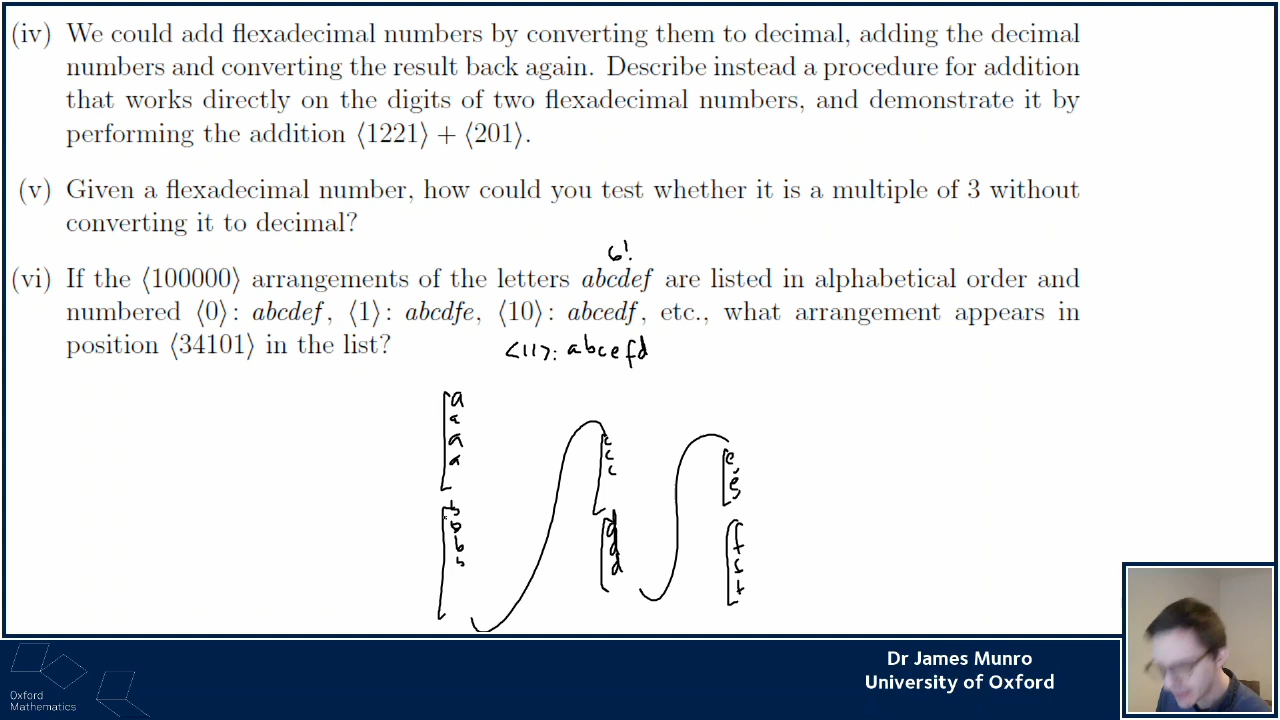 (iv) We could add flexadecimal numbers by converting them to decimal, adding the decimal
numbers and converting the result back again. Describe instead a procedure for addition
that works directly on the digits of two flexadecimal numbers, and demonstrate it by
performing the addition ⟨1221⟩ + ⟨201⟩.
(v) Given a flexadecimal number, how could you test whether it is a multiple of 3 without
converting it to decimal?
6!
(vi) If the ⟨100000⟩ arrangements of the letters abcdef are listed in alphabetical order and
numbered ⟨0⟩: abcdef, ⟨1⟩: abcdfe, ⟨10⟩: abcedf, etc., what arrangement appears in
position ⟨34101⟩ in the list?
<11>: abcefd
a
a
a
a
b
b
b
b
c
c
c
d
d
d
e
e
e
f
f
f
f
Oxford
Mathematics
Dr James Munro
University of Oxford